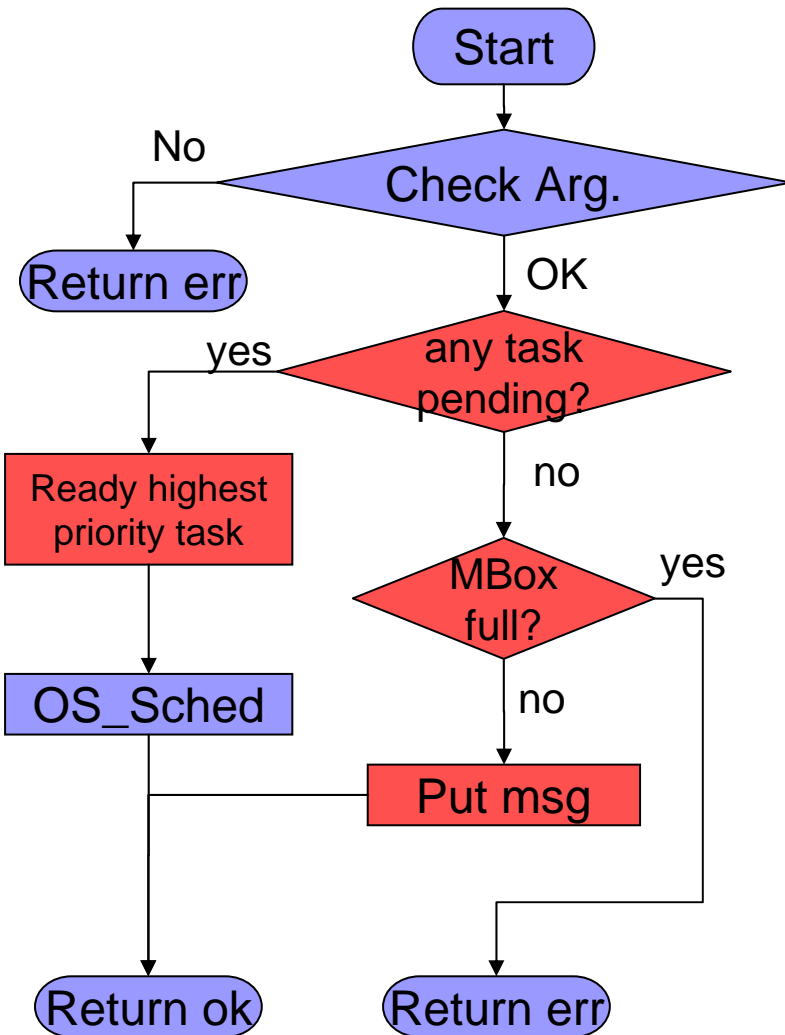 Start
No
Check Arg.
Return err
OK
yes
any task
pending?
Ready highest
priority task
no
MBox
full?
yes
OS_Sched
no
Put msg
Return ok
Return err